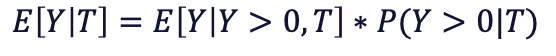 E[Y|T] = E[Y|Y > 0, T] * P(Y > 0|T)